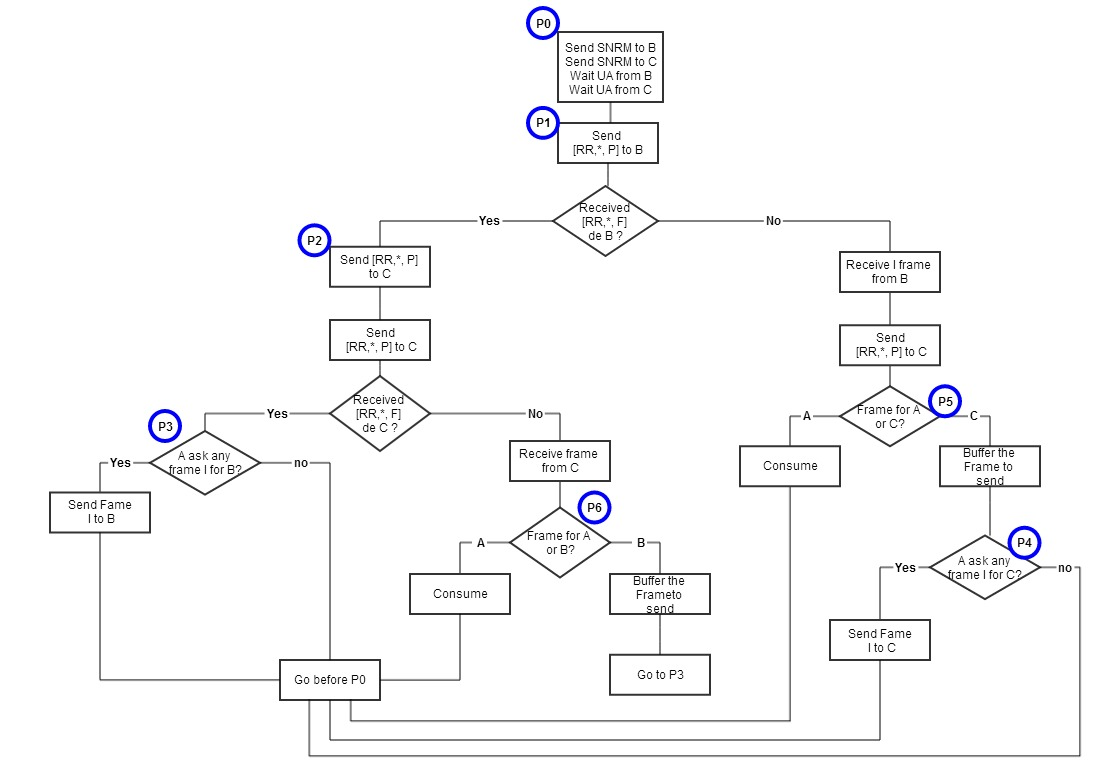 P0
Send SNRM to B
Send SNRM to C
Wait UA from B
Wait UA from C
P1
Send
[RR,*, P] to B
Received
[RR,*, F]
de B ?
Yes
No
P2
Send [RR,*, P]
to C
Receive I frame
from B
Send
[RR,*, P] to C
Send
[RR,*, P] to C
Received
[RR,*, F]
de C ?
Yes
No
P5
Frame for A
or C?
A
C
P3
A ask any
frame I for B?
Yes
no
Receive frame
from C
Consume
Buffer the
Frame to
send
Send Fame
I to B
P6
Frame for A
or B?
A
B
P4
A ask any
frame I for C?
Yes
no
Consume
Buffer the
Frameto
send
Send Fame
I to C
Go before P0
Go to P3